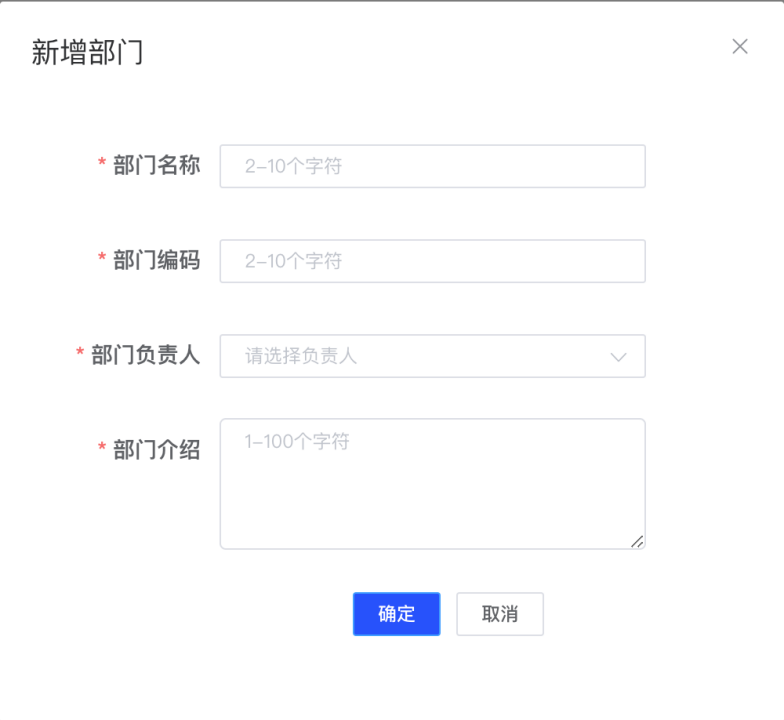 新增部门
* 部门名称 2-10个字符
* 部门编码 2-10个字符
* 部门负责人 请选择负责人
* 部门介绍 1-100个字符
确定 取消